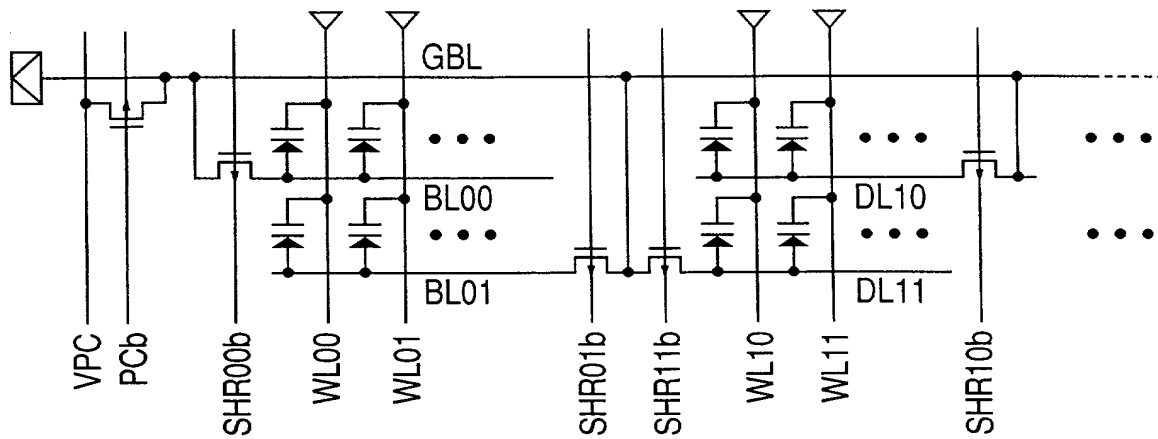 GBL
BL00
DL10
BL01
DL11
VPC
PCb
SHR00b
WL00
WL01
SHR01b
SHR11b
WL10
WL11
SHR10b